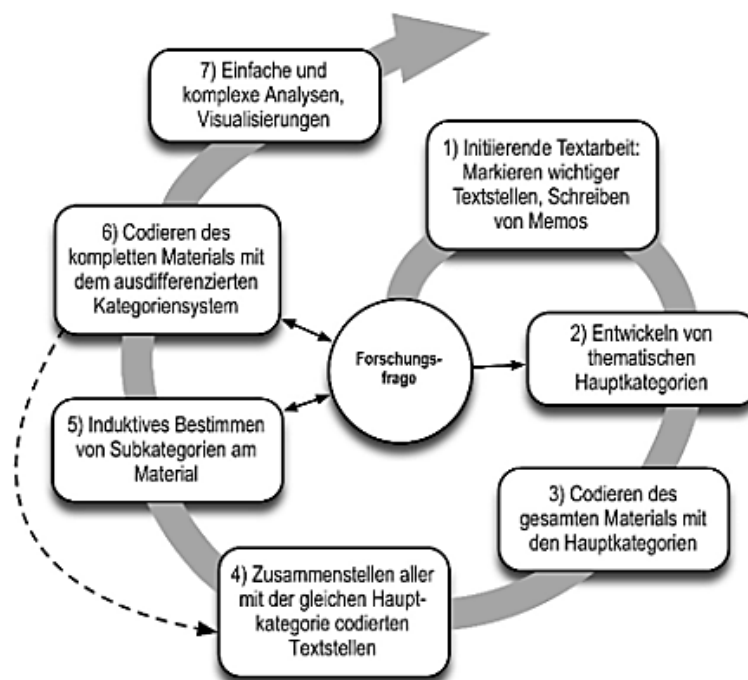 1) Initiierende Textarbeit:
Markieren wichtiger
Textstellen, Schreiben
von Memos
2) Entwickeln von
thematischen
Hauptkategorien
3) Codieren des
gesamten Materials mit
den Hauptkategorien
4) Zusammenstellen aller
mit der gleichen Haupt-
kategorie codierten
Textstellen
5) Induktives Bestimmen
von Subkategorien am
Material
6) Codieren des
kompletten Materials mit
dem ausdifferenzierten
Kategoriensystem
7) Einfache und
komplexe Analysen,
Visualisierungen
Forschungs-
frage